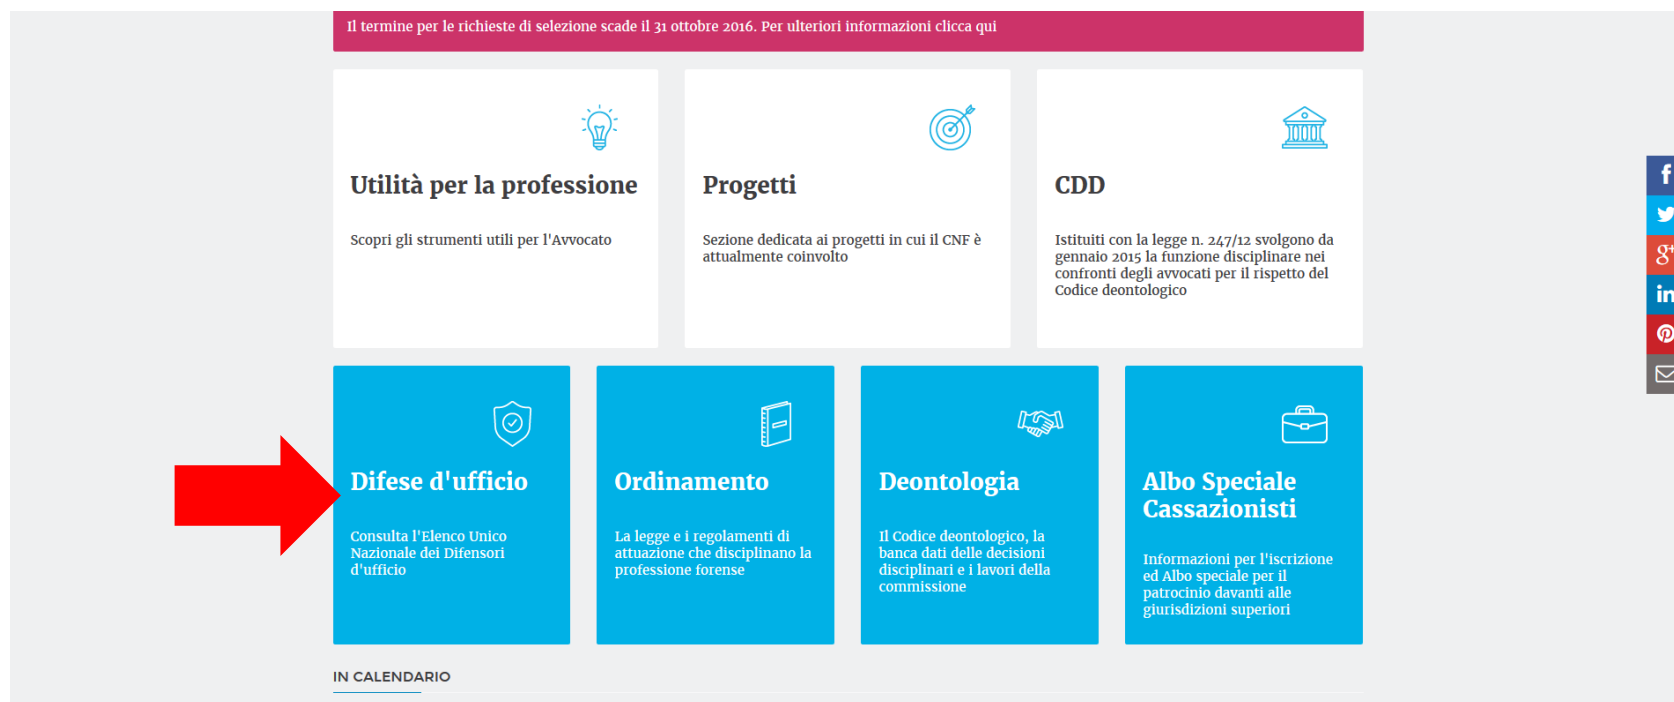 Il termine per le richieste di selezione scade il 31 ottobre 2016. Per ulteriori informazioni clicca qui
Utilità per la professione
Scopri gli strumenti utili per l'Avvocato
Progetti
Sezione dedicata ai progetti in cui il CNF è
attualmente coinvolto
CDD
Istituiti con la legge n. 247/12 svolgono da
gennaio 2015 la funzione disciplinare nei
confronti degli avvocati per il rispetto del
Codice deontologico
Difese d'ufficio
Consulta l'Elenco Unico
Nazionale dei Difensori
d'ufficio
Ordinamento
La legge e i regolamenti di
attuazione che disciplinano la
professione forense
Deontologia
Il Codice deontologico, la
banca dati delle decisioni
disciplinari e i lavori della
commissione
Albo Speciale
Cassazionisti
Informazioni per l'iscrizione
ed Albo speciale per il
patrocinio davanti alle
giurisdizioni superiori
IN CALENDARIO
f
g+
in